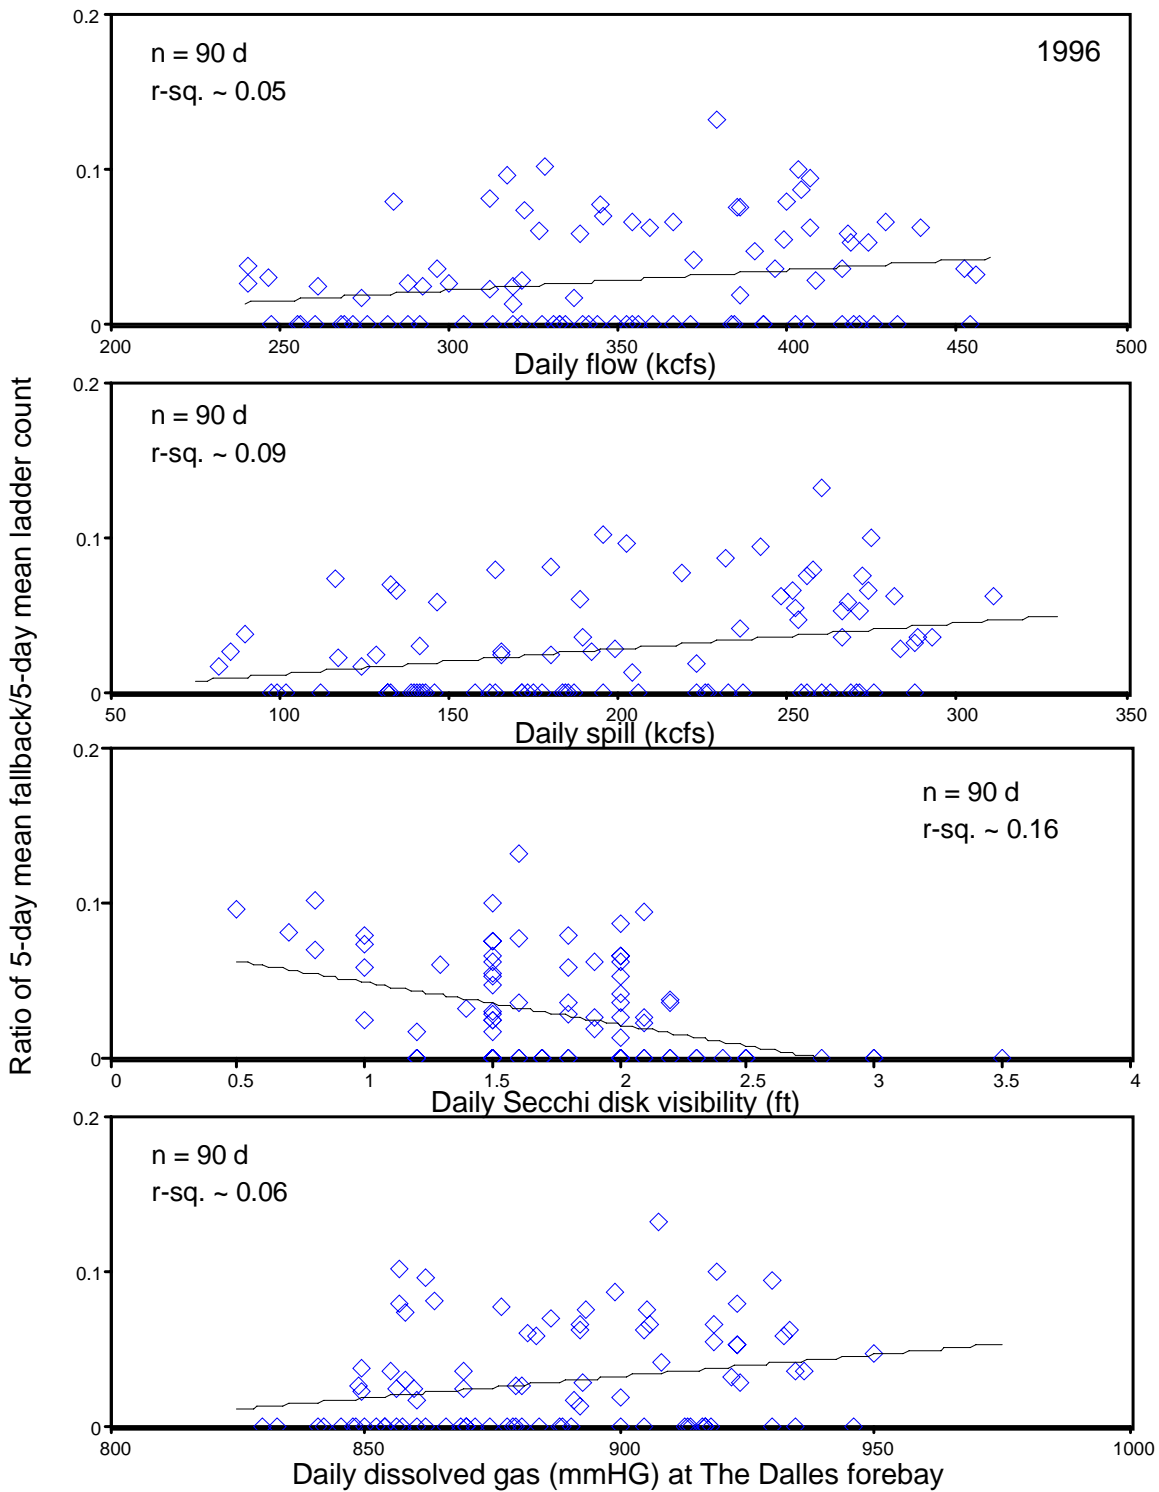 0.2
n = 90 d
1996
r-sq. ~ 0.05
0.1
0
200 250 300 350 400 450 500
Daily flow (kcfs)
Ratio of 5-day mean fallback/5-day mean ladder count
0.2
n = 90 d
r-sq. ~ 0.09
0.1
0
50 100 150 200 250 300 350
Daily spill (kcfs)
0.2
n = 90 d
r-sq. ~ 0.16
0.1
0
0 0.5 1 1.5 2 2.5 3 3.5 4
Daily Secchi disk visibility (ft)
0.2
n = 90 d
r-sq. ~ 0.06
0.1
0
800 850 900 950 1000
Daily dissolved gas (mmHG) at The Dalles forebay